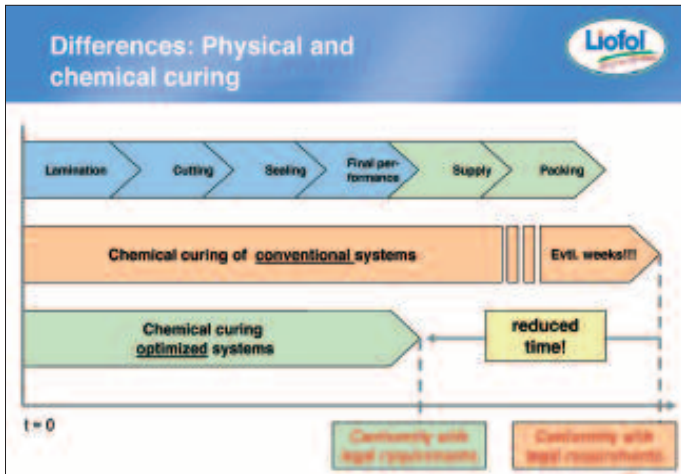 Differences: Physical and
chemical curing
Liofol
Lamination
Cutting
Sealing
Final per-
formance
Supply
Packing
Chemical curing of conventional systems
Evtl. weeks!!!
Chemical curing
optimized systems
reduced
time!
t = 0
Conformity with
legal requirements
Conformity with
legal requirements